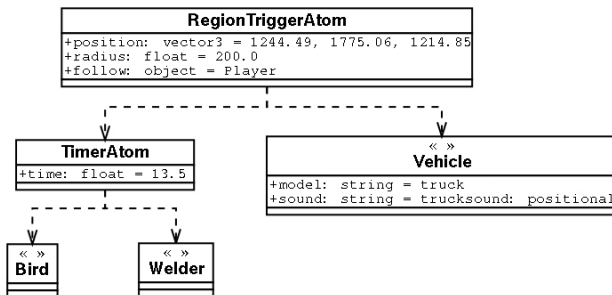 RegionTriggerAtom
+position: vector3 = 1244.49, 1775.06, 1214.85
+radius: float = 200.0
+follow: object = Player
TimerAtom
+time: float = 13.5
« »
Vehicle
+model: string = truck
+sound: string = trucksound: positional
« »
Bird
« »
Welder